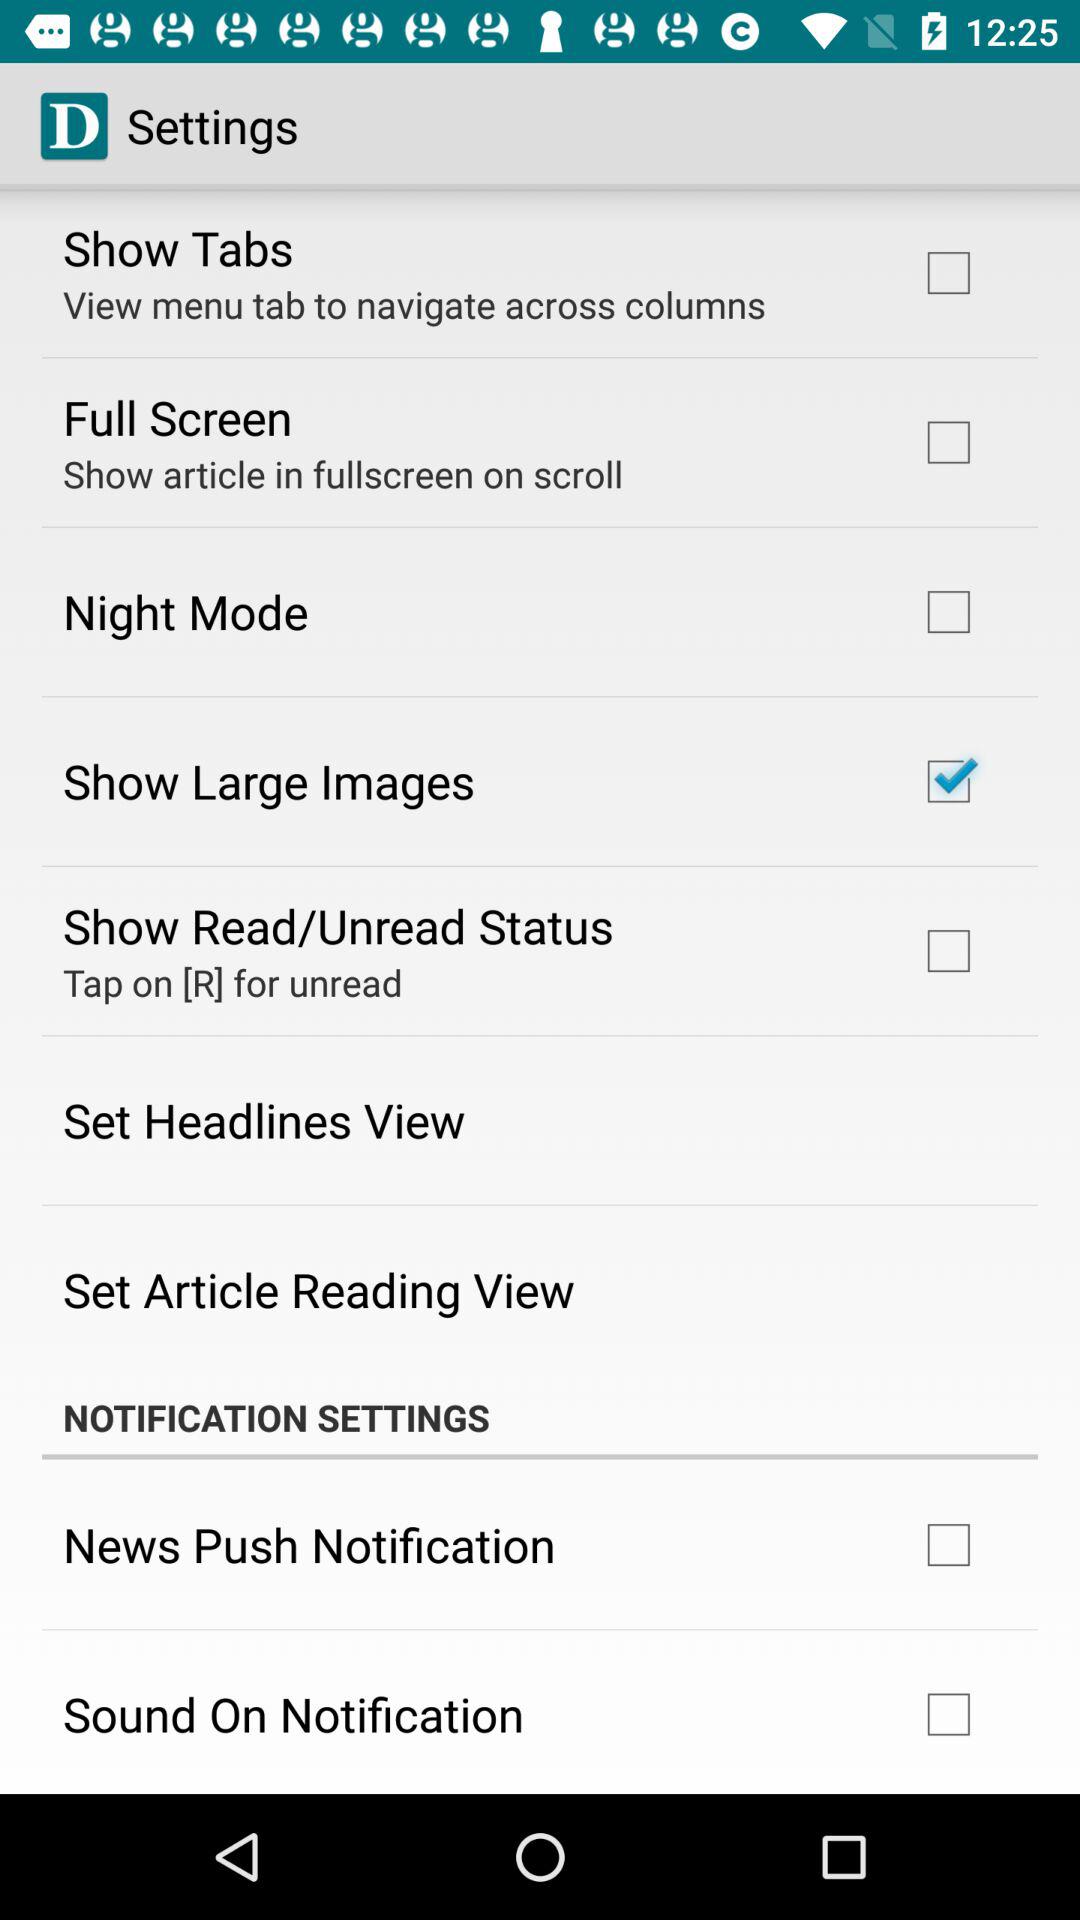 12:25
D Settings
Show Tabs
View menu tab to navigate across columns
Full Screen
Show article in fullscreen on scroll
Night Mode
Show Large Images
Show Read/Unread Status
Tap on [R] for unread
Set Headlines View
Set Article Reading View
NOTIFICATION SETTINGS
News Push Notification
Sound On Notification